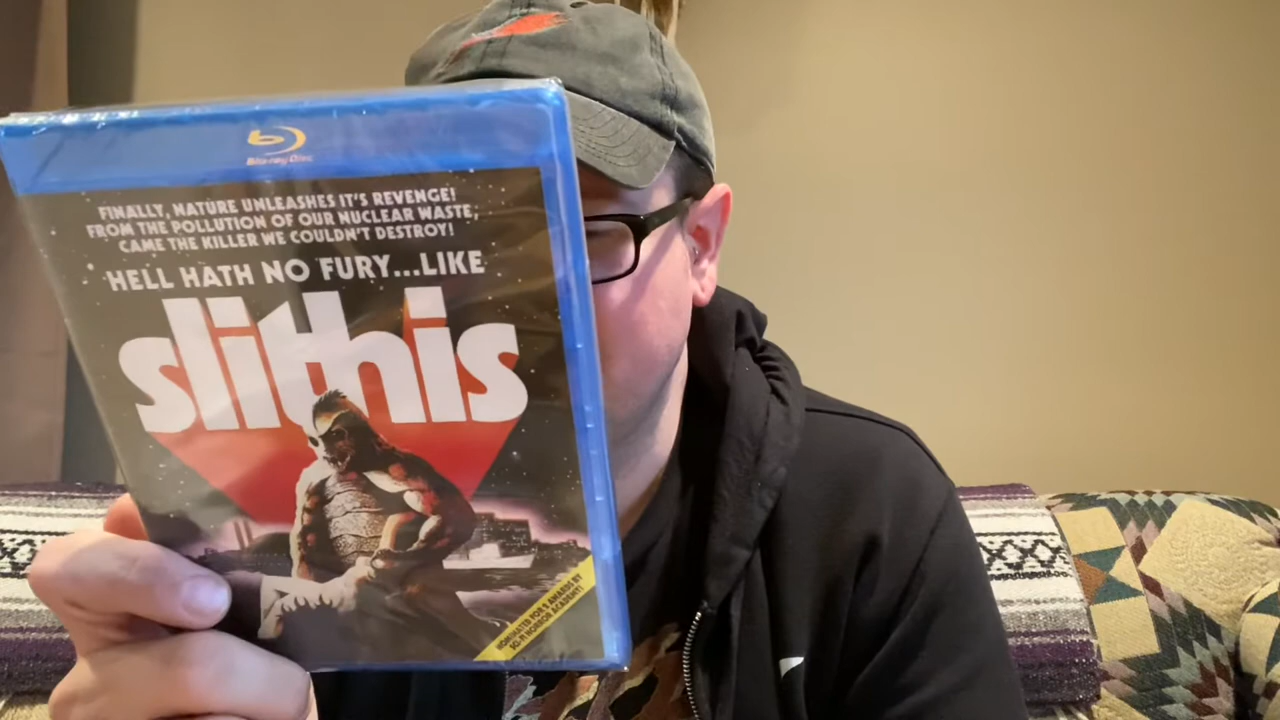 Blu-ray Disc
FINALLY, NATURE UNLEASHES IT'S REVENGE!
FROM THE POLLUTION OF OUR NUCLEAR WASTE,
CAME THE KILLER WE COULDN'T DESTROY!
HELL HATH NO FURY...LIKE
slithis
NOMINATED FOR 3 AWARDS BY
SCI-FI HORROR ACADEMY!